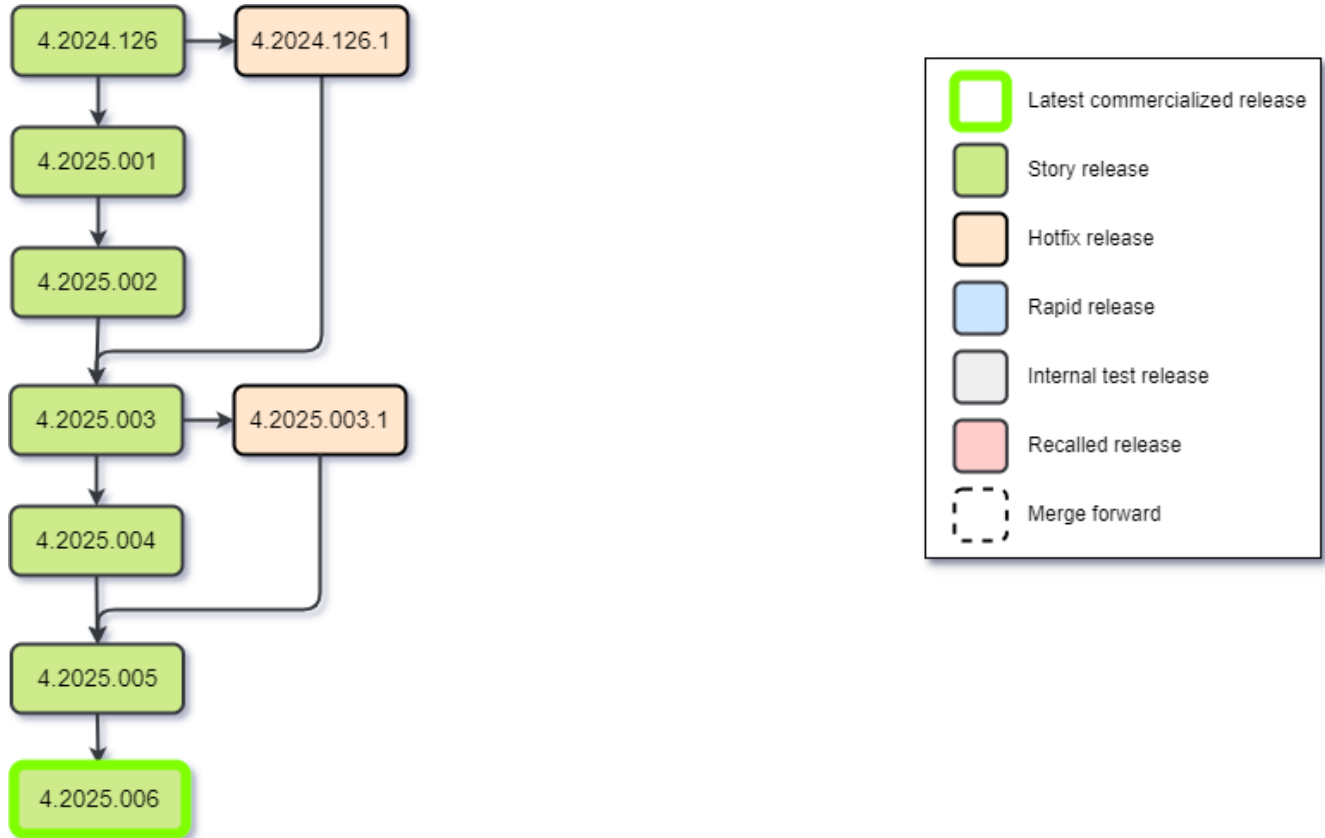 4.2024.126
4.2024.126.1
4.2025.001
4.2025.002
4.2025.003
4.2025.003.1
4.2025.004
4.2025.005
4.2025.006
Latest commercialized release
Story release
Hotfix release
Rapid release
Internal test release
Recalled release
Merge forward